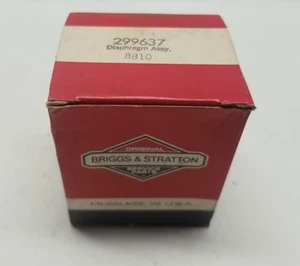 299637
Diaphragm Assy.
8810
ORIGINAL
BRIGGS & STRATTON
SERVICE
PARTS
MILWAUKEE, WI U.S.A.